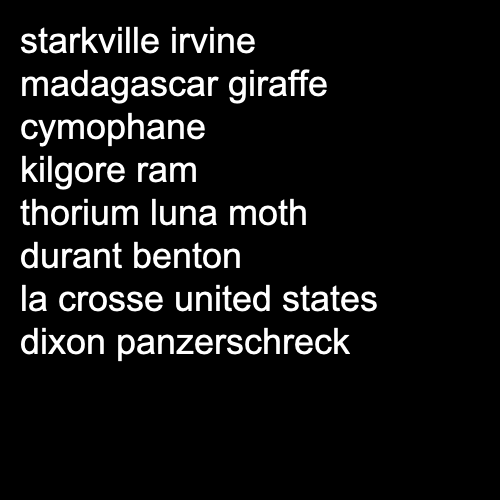 starkville irvine
madagascar giraffe
cymophane
kilgore ram
thorium luna moth
durant benton
la crosse united states
dixon panzerschreck